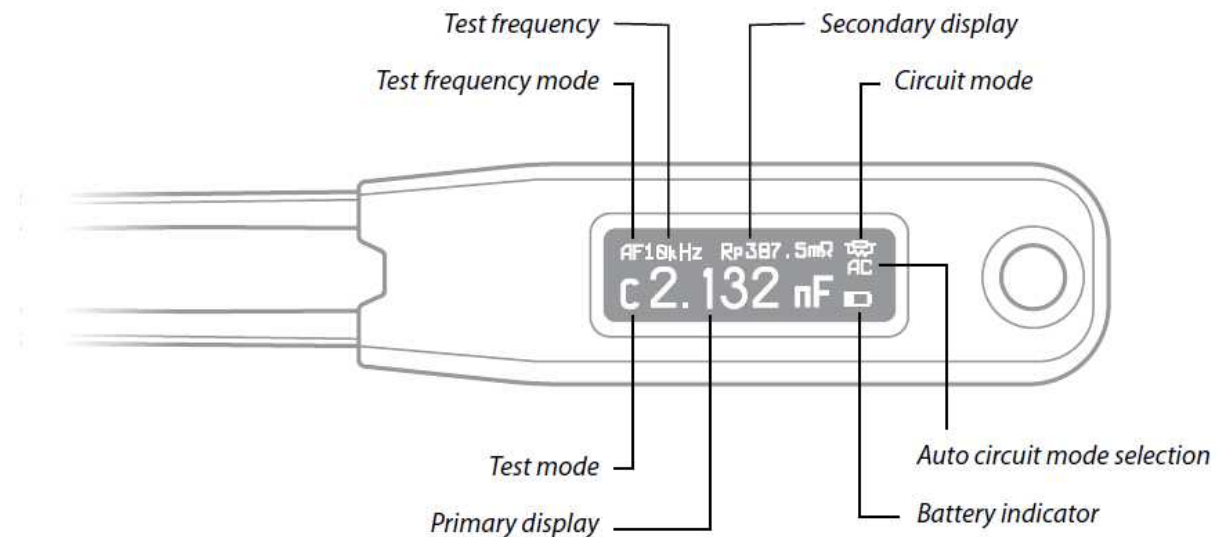 Test frequency
Secondary display
Test frequency mode
Circuit mode
AF10kHz Rp387.5mΩ
AC
C 2.132 nF
Test mode
Auto circuit mode selection
Primary display
Battery indicator